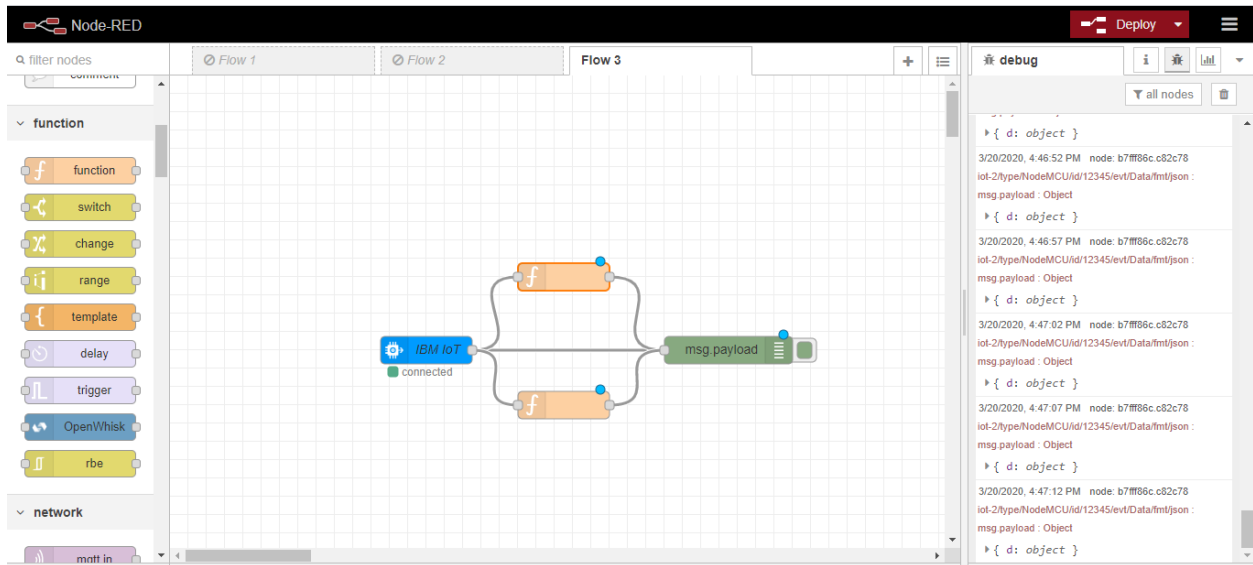 Node-RED
Deploy
filter nodes
Flow 1
Flow 2
Flow 3
debug
all nodes
comment
function
function
switch
change
range
template
delay
trigger
OpenWhisk
rbe
network
mqtt in
IBM IoT
connected
msg.payload
{ d: object }
3/20/2020, 4:46:52 PM node: b7fff86c.c82c78
iot-2/type/NodeMCU/id/12345/evt/Data/fmt/json :
msg.payload : Object
{ d: object }
3/20/2020, 4:46:57 PM node: b7fff86c.c82c78
iot-2/type/NodeMCU/id/12345/evt/Data/fmt/json :
msg.payload : Object
{ d: object }
3/20/2020, 4:47:02 PM node: b7fff86c.c82c78
iot-2/type/NodeMCU/id/12345/evt/Data/fmt/json :
msg.payload : Object
{ d: object }
3/20/2020, 4:47:07 PM node: b7fff86c.c82c78
iot-2/type/NodeMCU/id/12345/evt/Data/fmt/json :
msg.payload : Object
{ d: object }
3/20/2020, 4:47:12 PM node: b7fff86c.c82c78
iot-2/type/NodeMCU/id/12345/evt/Data/fmt/json :
msg.payload : Object
{ d: object }